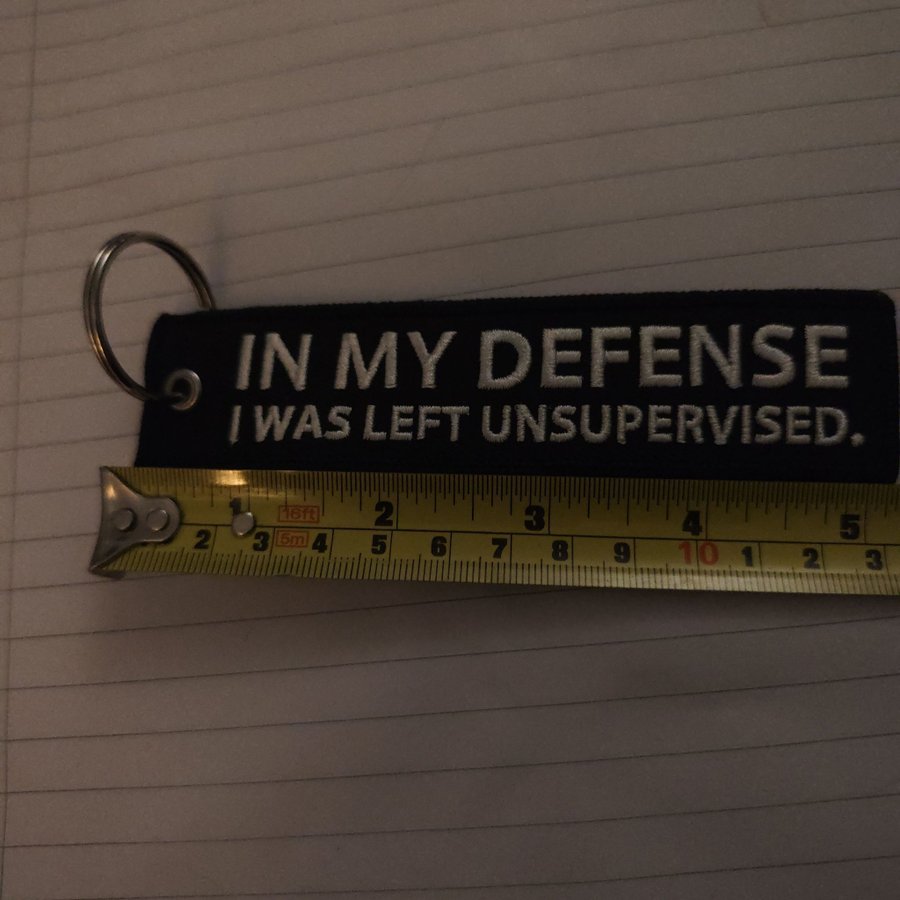 IN MY DEFENSE
I WAS LEFT UNSUPERVISED.
1 16ft 2 3 4 5
2 3 5m 4 5 6 7 8 9 10 1 2 3